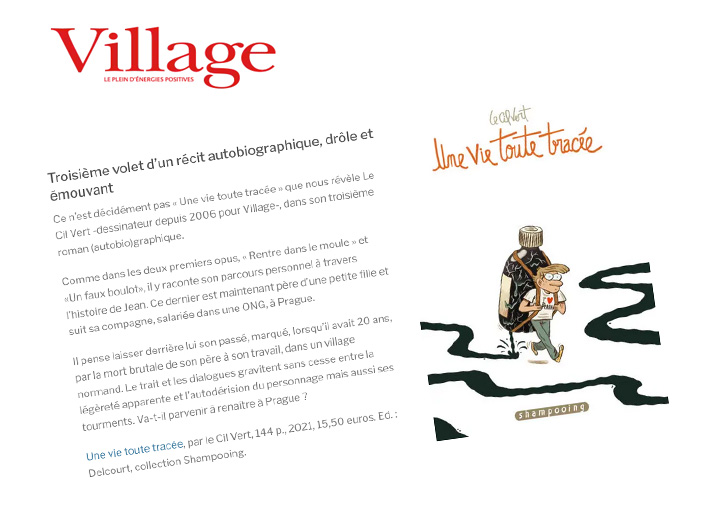 Village
LE PLEIN D'ÉNERGIES POSITIVES
Troisième volet d'un récit autobiographique, drôle et
émouvant
Ce n'est décidément pas « Une vie toute tracée » que nous révèle Le
Cil Vert -dessinateur depuis 2006 pour Village-, dans son troisième
roman (autobio)graphique.
Comme dans les deux premiers opus, « Rentre dans le moule » et
«Un faux boulot», il y raconte son parcours personnel à travers
l'histoire de Jean. Ce dernier est maintenant père d'une petite fille et
suit sa compagne, salariée dans une ONG, à Prague.
Il pense laisser derrière lui son passé, marqué, lorsqu'il avait 20 ans,
par la mort brutale de son père à son travail, dans un village
normand. Le trait et les dialogues gravitent sans cesse entre la
légèreté apparente et l'autodérision du personnage mais aussi ses
tourments. Va-t-il parvenir à renaitre à Prague ?
Une vie toute tracée, par le Cil Vert, 144 p., 2021, 15,50 euros. Ed. :
Delcourt, collection Shampooing.
Le Cil Vert
Une vie toute tracée
I
shampooing